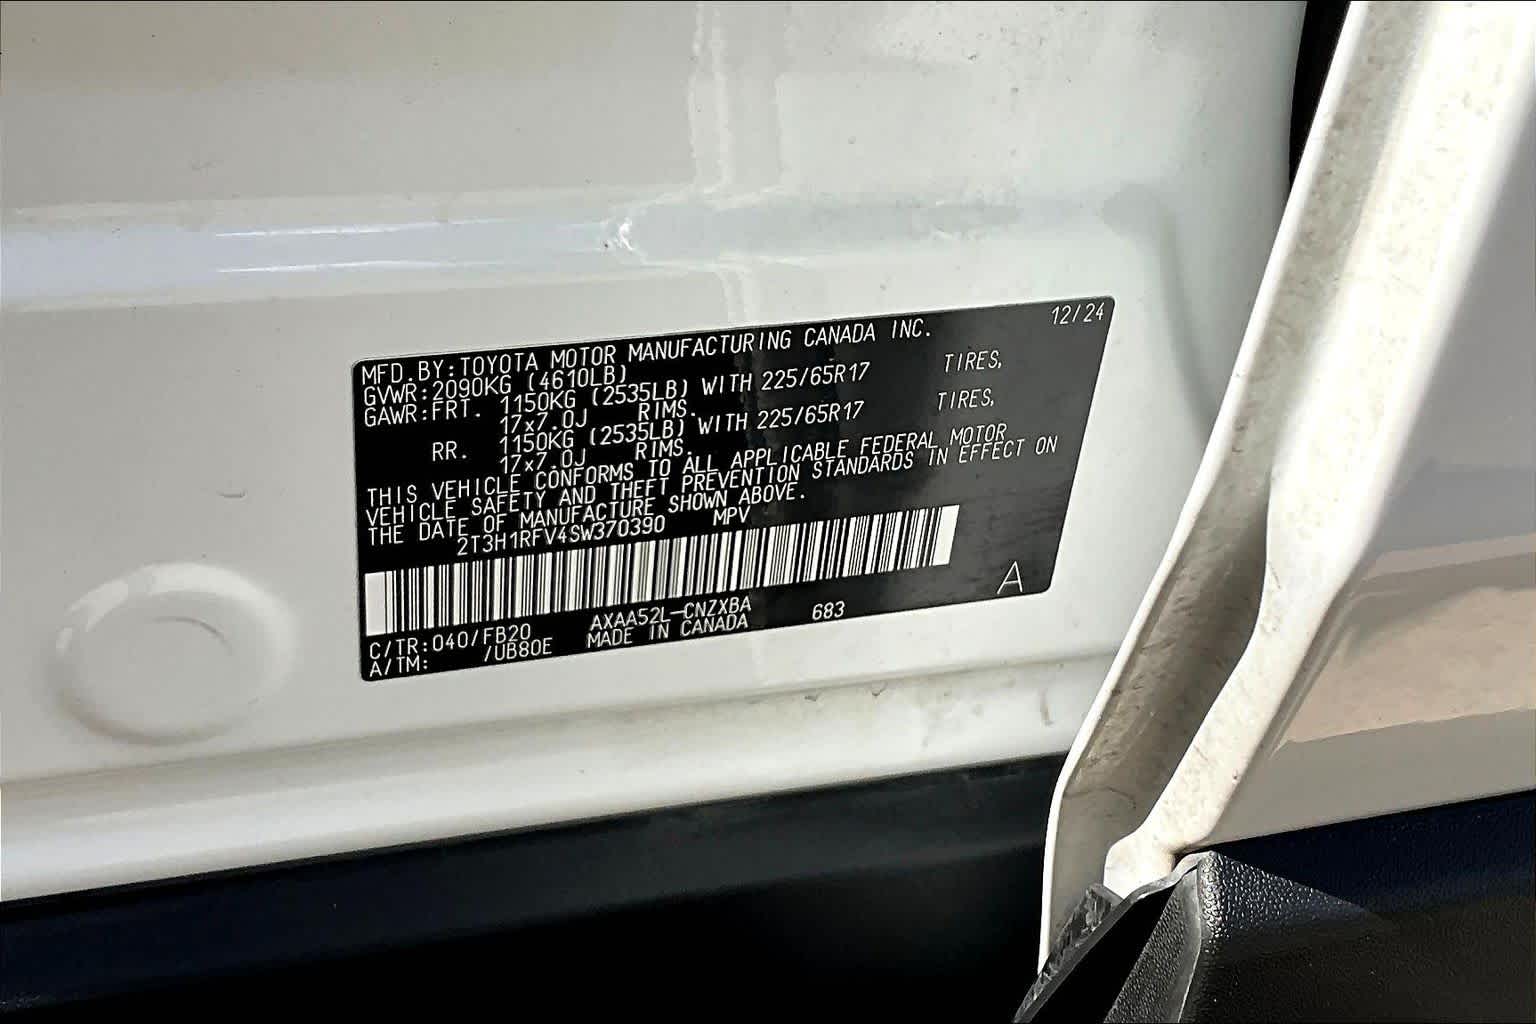 12/24
MFD.BY:TOYOTA MOTOR MANUFACTURING CANADA INC.
GVWR:2090KG (4610LB)
GAWR:FRT. 1150KG (2535LB) WITH 225/65R17 TIRES,
17x7.0J RIMS.
RR. 1150KG (2535LB) WITH 225/65R17 TIRES,
17x7.0J RIMS.
THIS VEHICLE CONFORMS TO ALL APPLICABLE FEDERAL MOTOR
VEHICLE SAFETY AND THEFT PREVENTION STANDARDS IN EFFECT ON
THE DATE OF MANUFACTURE SHOWN ABOVE.
2T3H1RFV4SW370390 MPV
A
C/TR:040/FB20 AXAA52L-CNZXBA 683
A/TM: /UB80E MADE IN CANADA